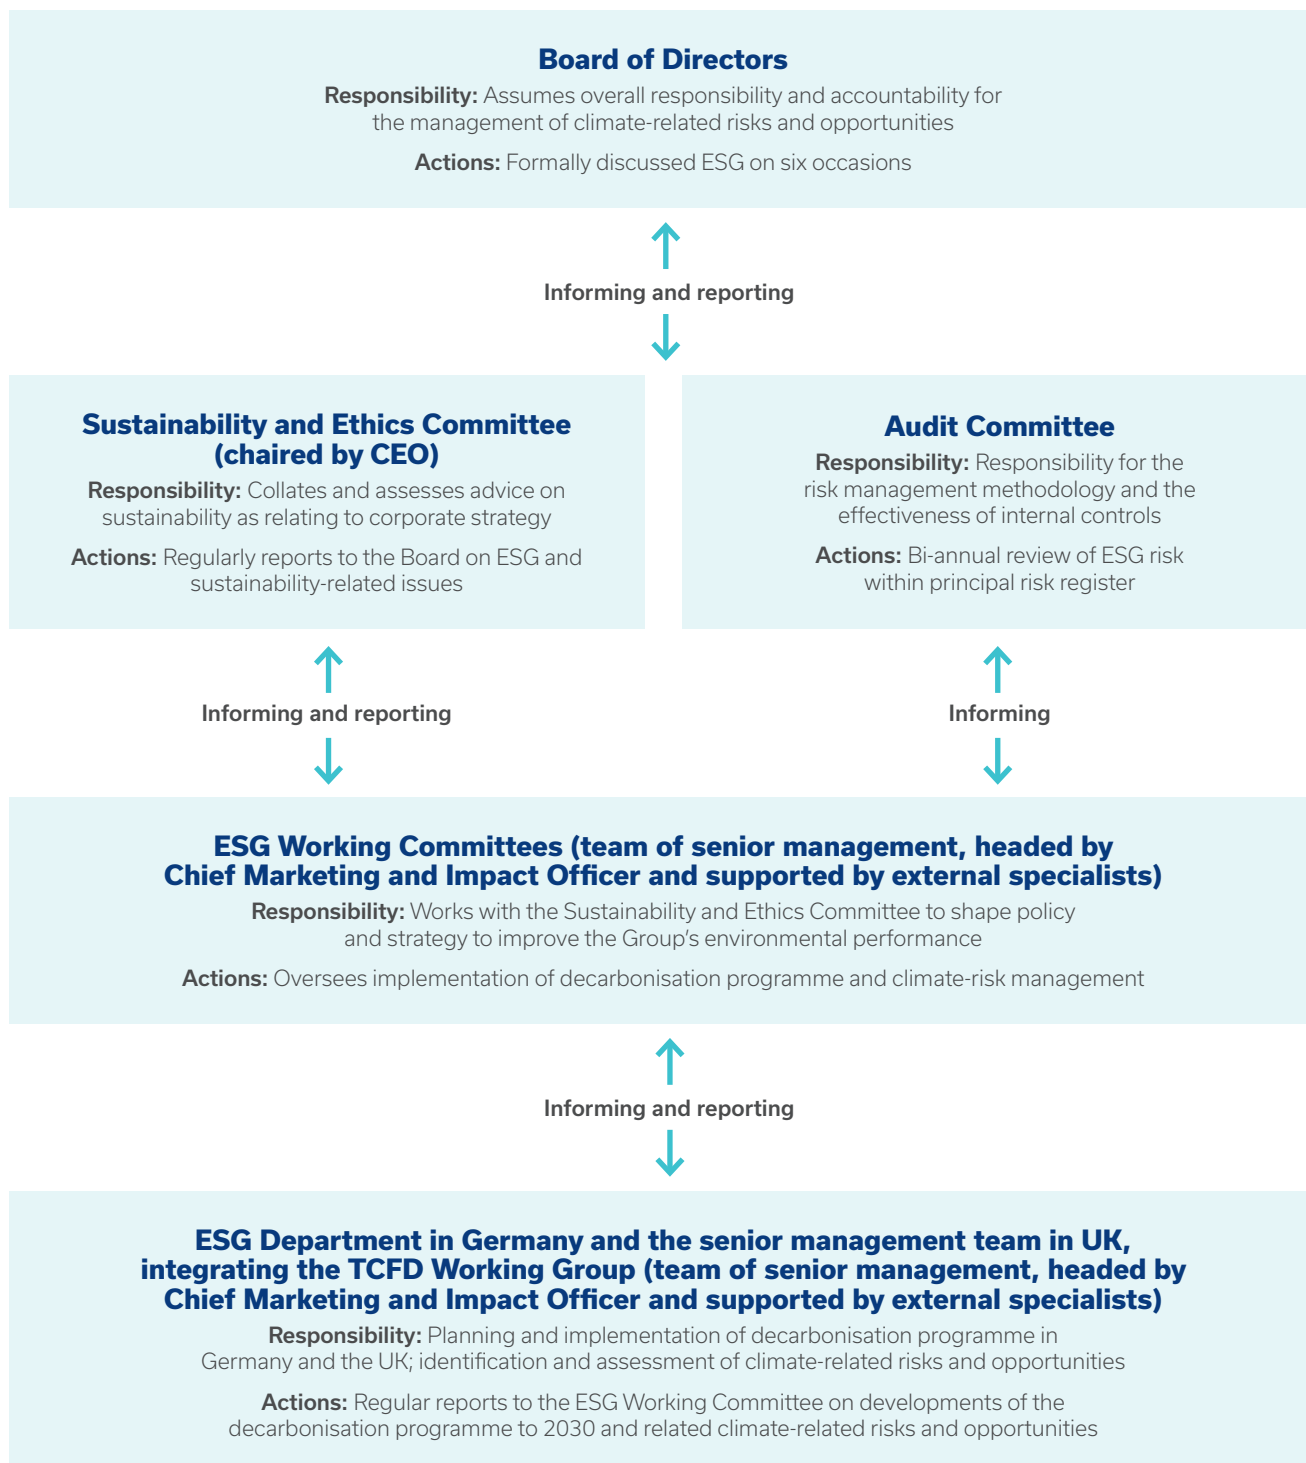 Board of Directors
Responsibility: Assumes overall responsibility and accountability for
the management of climate-related risks and opportunities
Actions: Formally discussed ESG on six occasions
Informing and reporting
Sustainability and Ethics Committee
(chaired by CEO)
Responsibility: Collates and assesses advice on
sustainability as relating to corporate strategy
Actions: Regularly reports to the Board on ESG and
sustainability-related issues
Audit Committee
Responsibility: Responsibility for the
risk management methodology and the
effectiveness of internal controls
Actions: Bi-annual review of ESG risk
within principal risk register
Informing and reporting
Informing
ESG Working Committees (team of senior management, headed by
Chief Marketing and Impact Officer and supported by external specialists)
Responsibility: Works with the Sustainability and Ethics Committee to shape policy
and strategy to improve the Group’s environmental performance
Actions: Oversees implementation of decarbonisation programme and climate-risk management
Informing and reporting
ESG Department in Germany and the senior management team in UK,
integrating the TCFD Working Group (team of senior management, headed by
Chief Marketing and Impact Officer and supported by external specialists)
Responsibility: Planning and implementation of decarbonisation programme in
Germany and the UK; identification and assessment of climate-related risks and opportunities
Actions: Regular reports to the ESG Working Committee on developments of the
decarbonisation programme to 2030 and related climate-related risks and opportunities